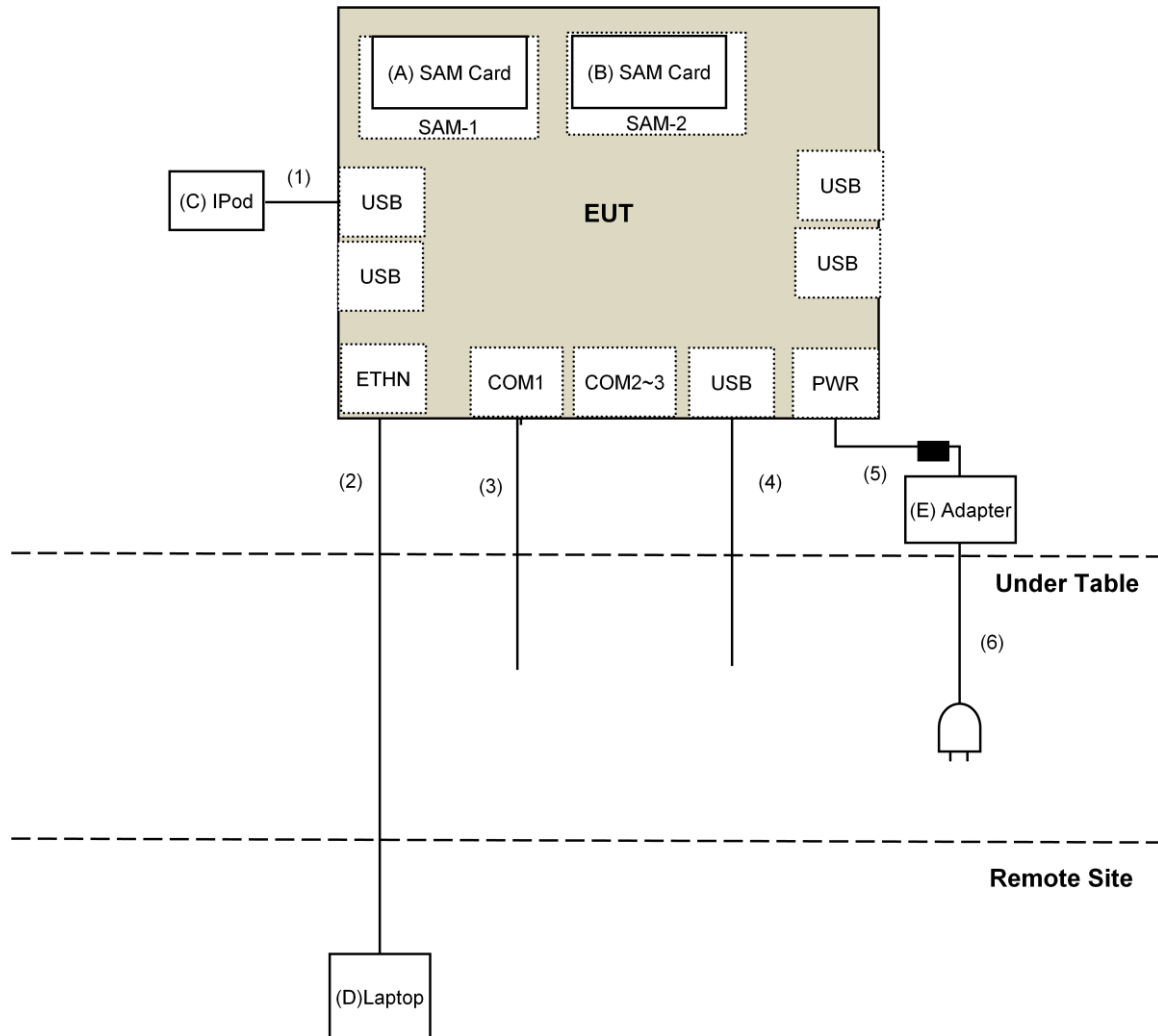 (A) SAM Card
(B) SAM Card
SAM-1
SAM-2
(1)
(C) IPod
USB
USB
EUT
USB
USB
ETHN
COM1
COM2~3
USB
PWR
(2)
(3)
(4)
(5)
(E) Adapter
Under Table
(6)
Remote Site
(D)Laptop